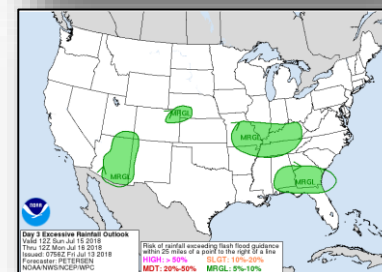 MRGL
MRGL
MRGL
MRGL
noaa
Day 3 Excessive Rainfall Outlook
Valid 12Z Sun Jul 15 2018
Thru 12Z Mon Jul 16 2018
Issued: 0756Z Fri Jul 13 2018
Forecaster: PETERSEN
NOAA/NWS/NCEP/WPC
Risk of rainfall exceeding flash flood guidance
within 25 miles of a point to the right of a line
HIGH: > 50% SLGT: 10%-20%
MDT: 20%-50% MRGL: 5%-10%